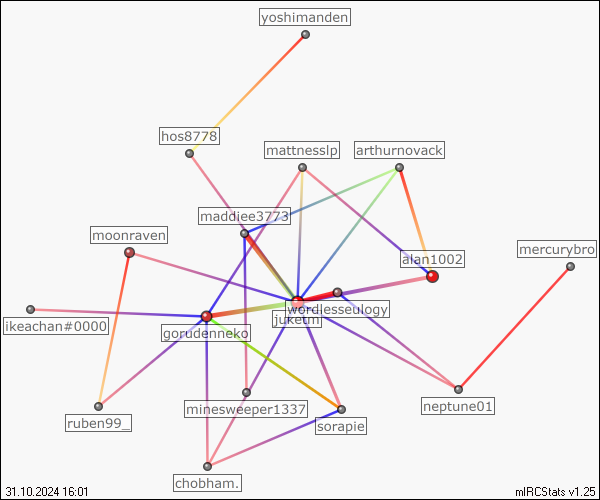 yoshimanden
hos8778
mattnesslp
arthurnovack
maddiee3773
moonraven
mercurybro
alan1002
wordlesseulogy
juketni
ikeachan#0000
gorudenneko
neptune01
minesweeper1337
ruben99_
sorapie
chobham.
31.10.2024 16:01
mIRCStats v1.25